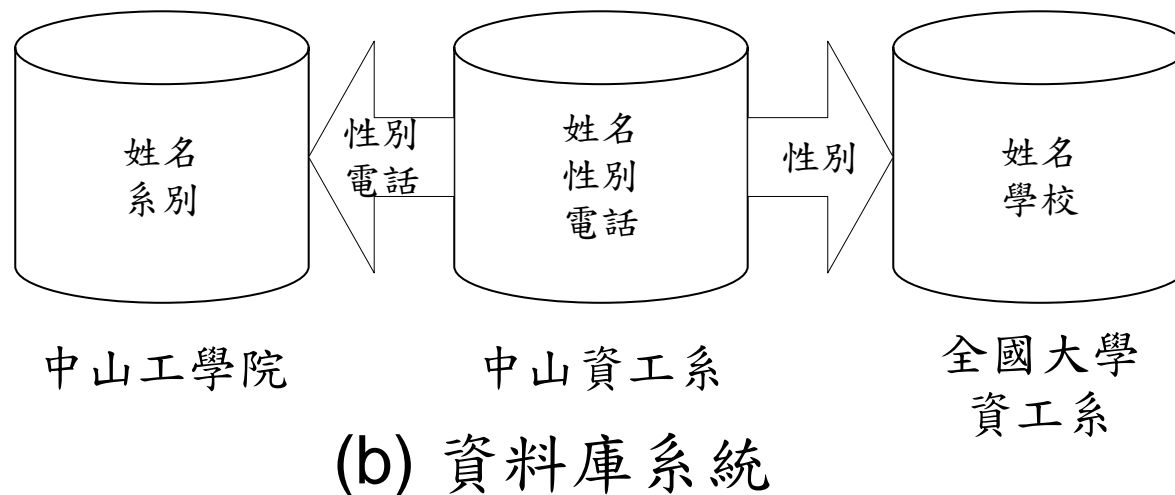 姓名
系別
性別
電話
姓名
性別
電話
性別
姓名
學校
中山工學院
中山資工系
全國大學
資工系
(b) 資料庫系統